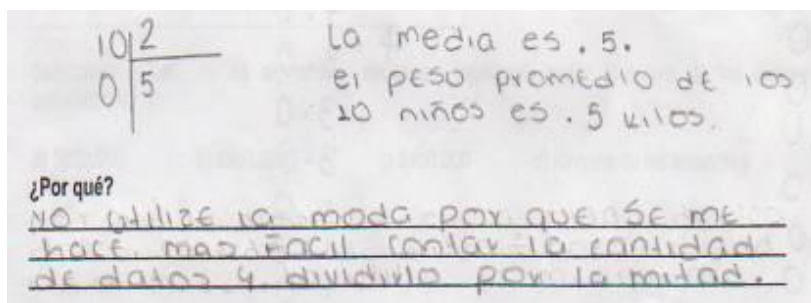 10 2
0 5
La media es . 5.
el peso promedio de los
10 niños es . 5 kilos.
¿Por qué?
NO utilize la moda por que se me
hace mas facil contar la cantidad
de datos y dividirlo por la mitad.